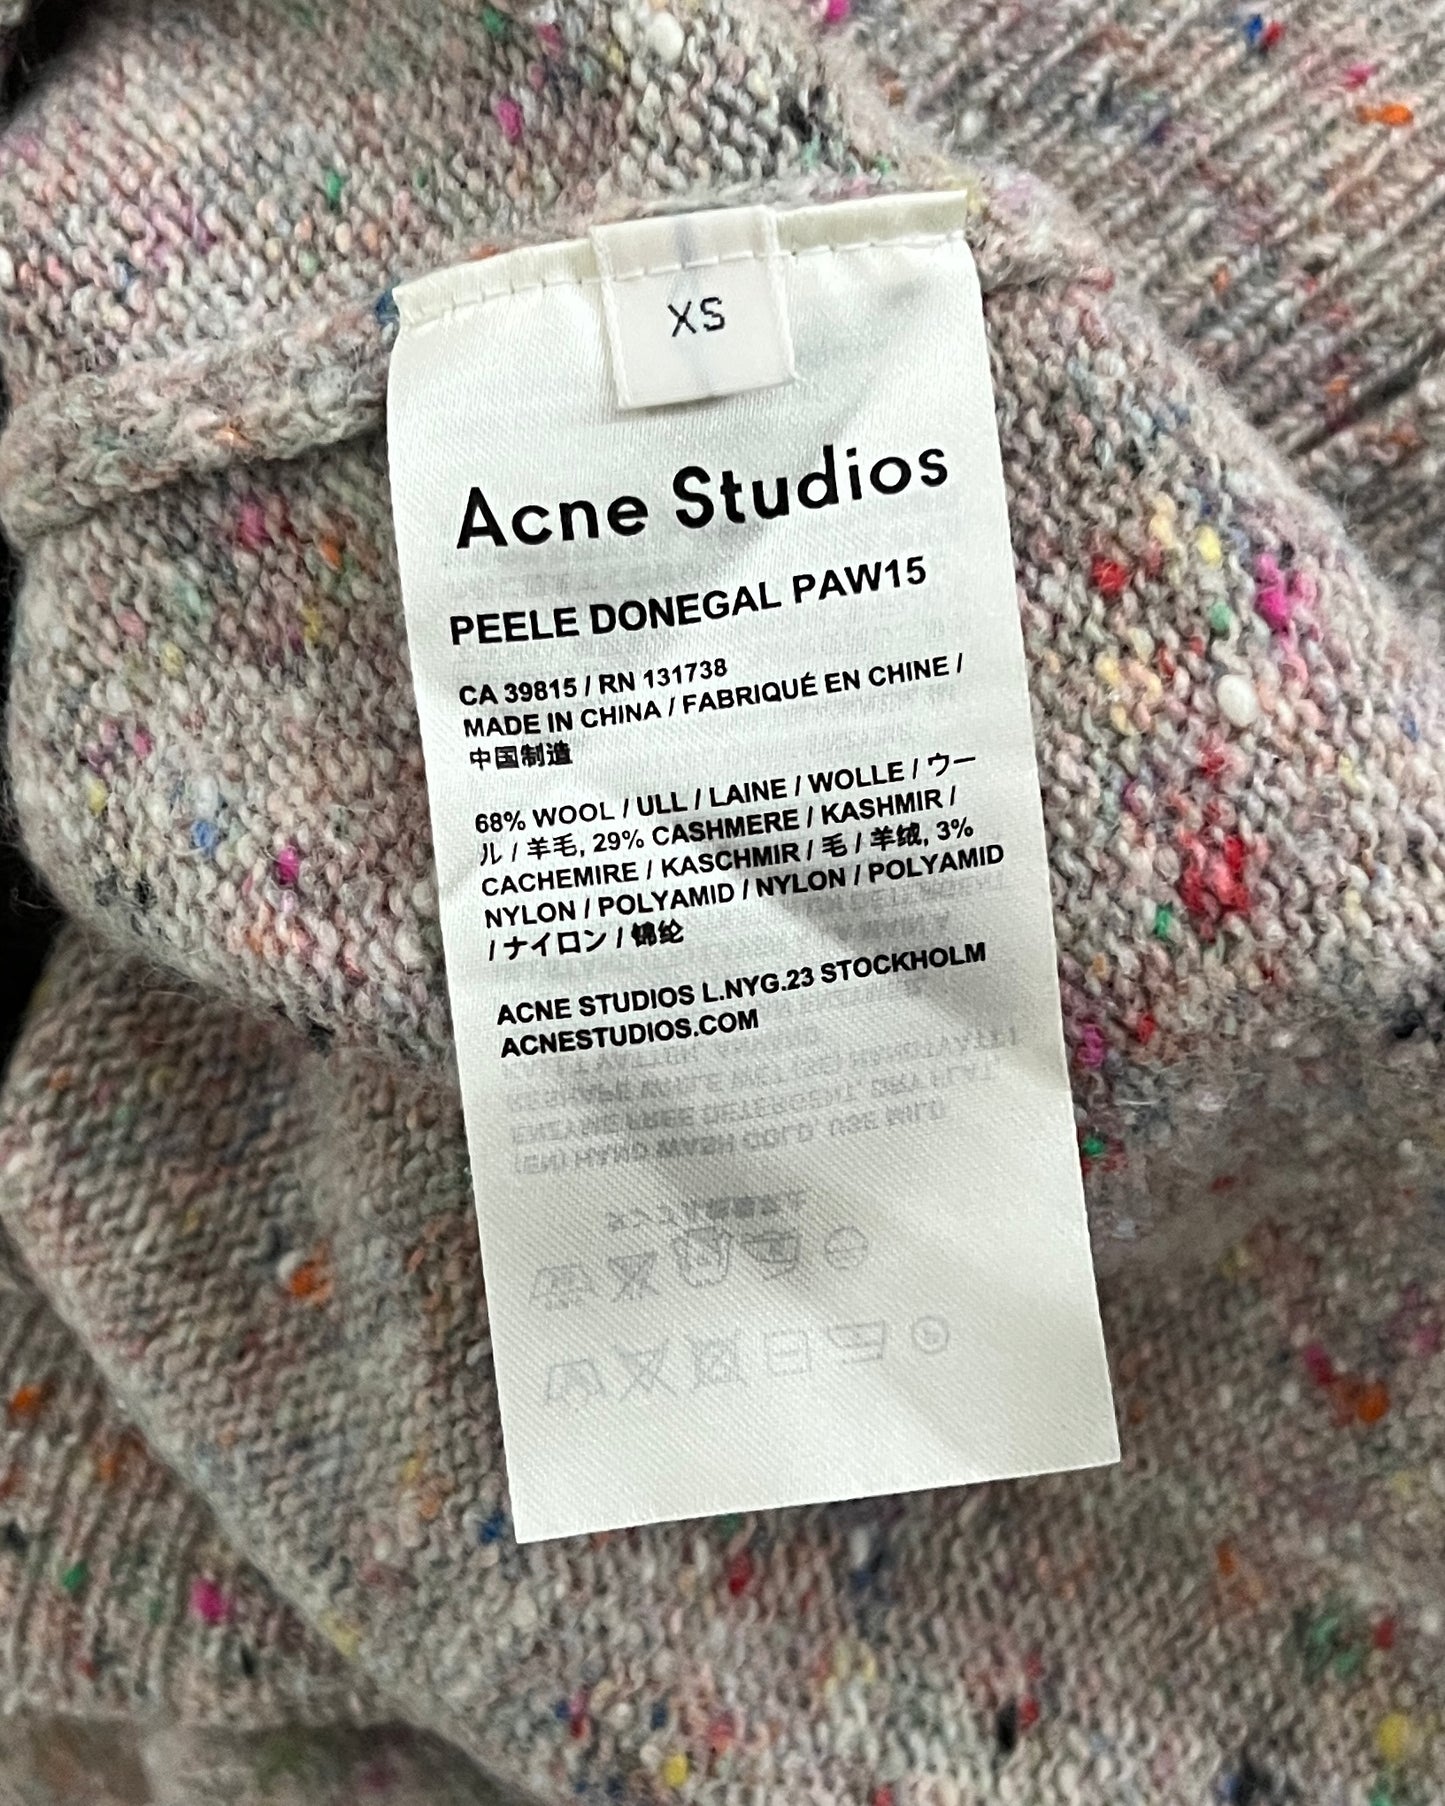 XS
Acne Studios
PEELE DONEGAL PAW15
CA 39815 / RN 131738
MADE IN CHINA / FABRIQUÉ EN CHINE /
中国制造
68% WOOL / ULL / LAINE / WOLLE / ウー
ル / 羊毛, 29% CASHMERE / KASHMIR /
CACHEMIRE / KASCHMIR / 毛 / 羊绒, 3%
NYLON / POLYAMID / NYLON / POLYAMID
/ ナイロン / 锦纶
ACNE STUDIOS L.NYG.23 STOCKHOLM
ACNESTUDIOS.COM